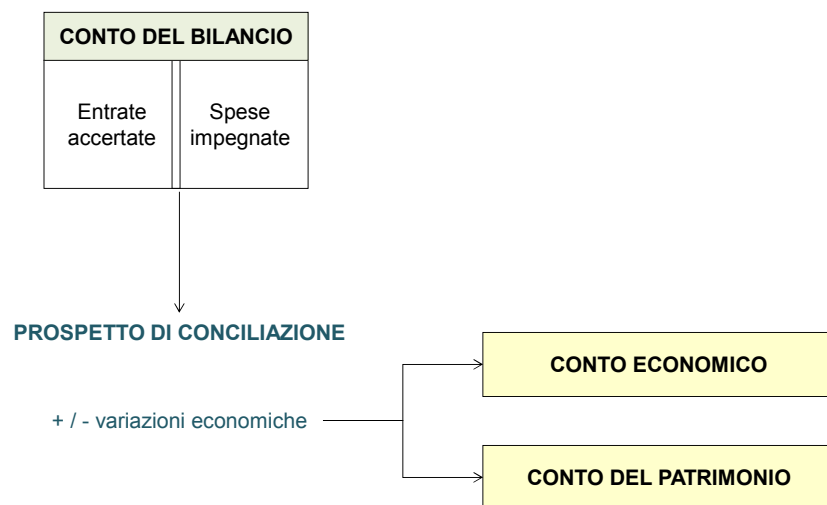 CONTO DEL BILANCIO
Entrate
accertate
Spese
impegnate
PROSPETTO DI CONCILIAZIONE
+ / - variazioni economiche
CONTO ECONOMICO
CONTO DEL PATRIMONIO